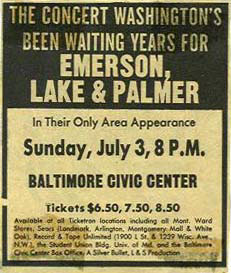 THE CONCERT WASHINGTON'S
BEEN WAITING YEARS FOR
EMERSON,
LAKE & PALMER
In Their Only Area Appearance
Sunday, July 3, 8 P.M.
BALTIMORE CIVIC CENTER
Tickets $6.50, 7.50, 8.50
Available at all Ticketron locations including all Mont. Ward
Stores, Sears (Landmark, Arlington, Montgomery Mall & White
Oak), Record & Tape Unlimited (1900 L St. & 1239 Wisc. Ave.,
N.W.), the Student Union Bldg. Univ. of Md. and the Baltimore
Civic Center Box Office. A Silver Bullet, L & S Production